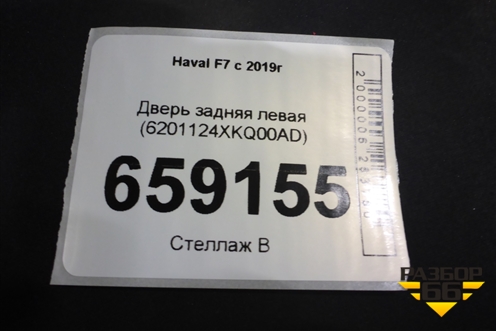 Haval F7 с 2019г
Дверь задняя левая
(6201124XKQ00AD)
659155
Стеллаж В
РАЗБОР
66